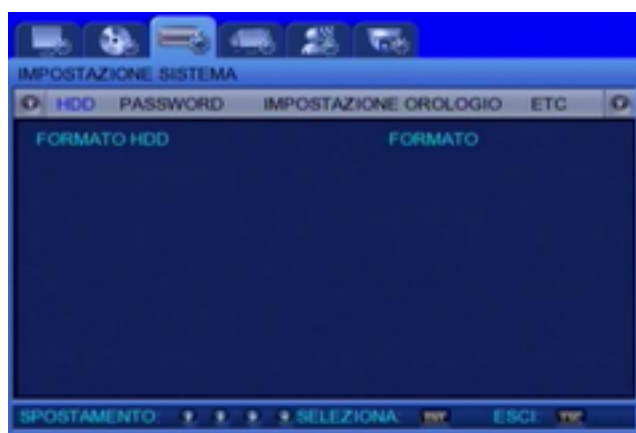 IMPOSTAZIONE SISTEMA
HDD PASSWORD IMPOSTAZIONE OROLOGIO ETC
FORMATO HDD FORMATO
SPOSTAMENTO: SELEZIONA: ESCI: